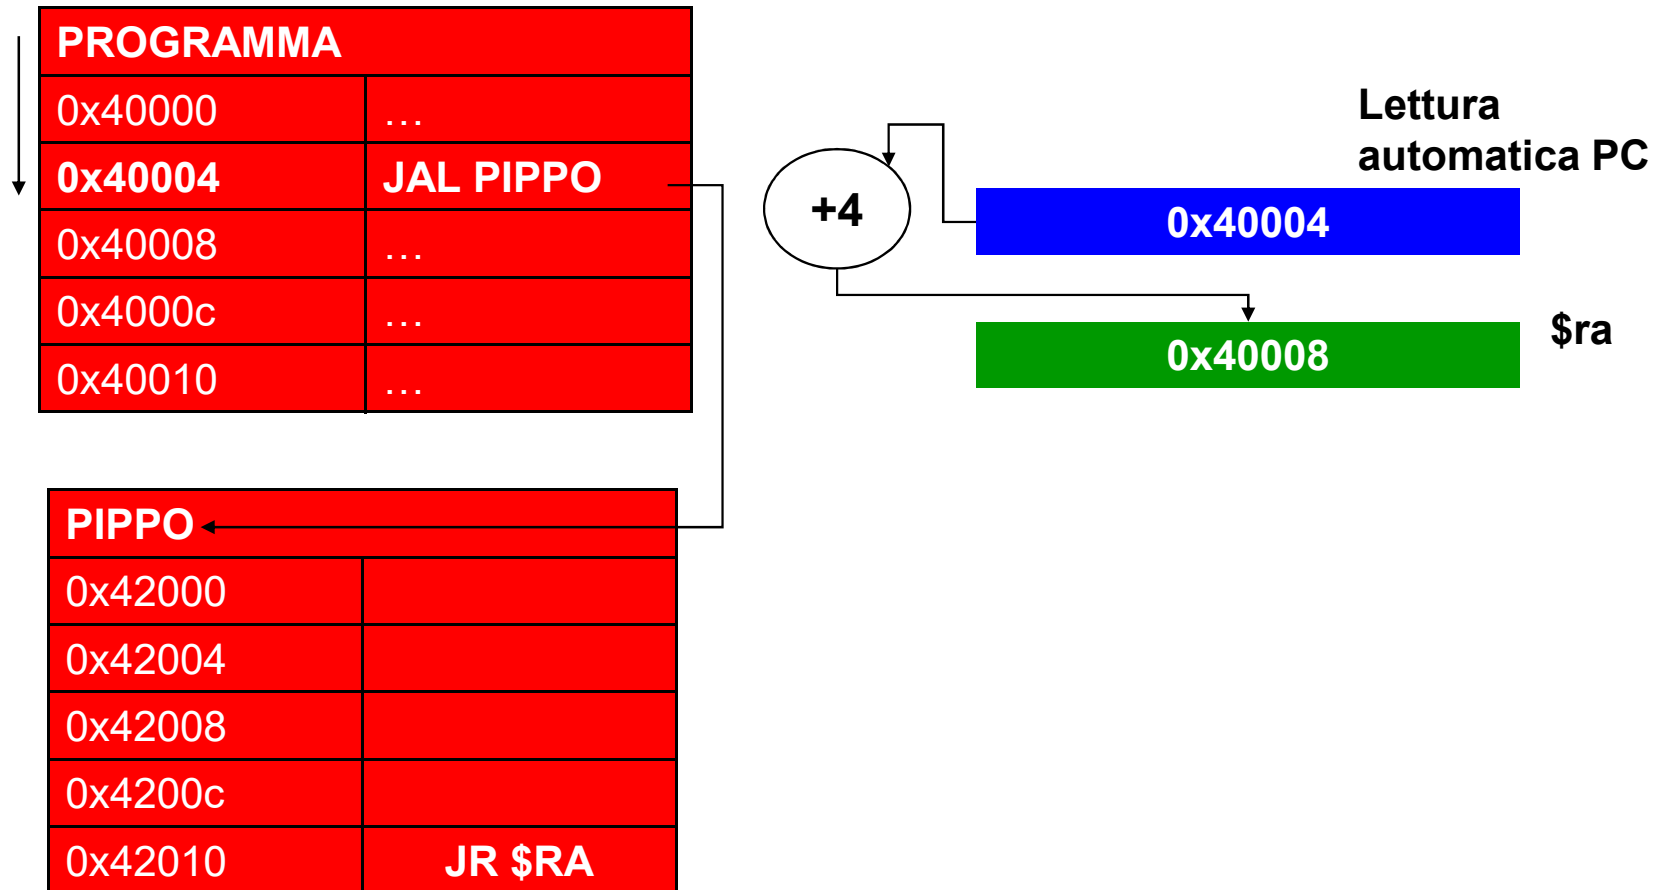 PROGRAMMA
0x40000 …
0x40004 JAL PIPPO
0x40008 …
0x4000c …
0x40010 …
+4
Lettura
automatica PC
0x40004
0x40008
$ra
PIPPO
0x42000
0x42004
0x42008
0x4200c
0x42010 JR $RA